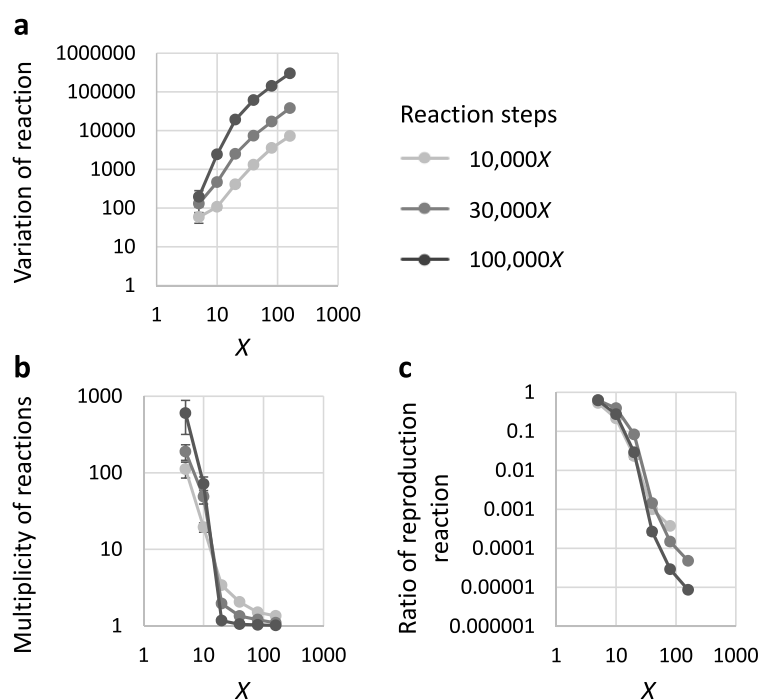 a
Variation of reaction
1000000
100000
10000
1000
100
10
1
1 10 100 1000
X
Reaction steps
10,000X
30,000X
100,000X
b
Multiplicity of reactions
1000
100
10
1
1 10 100 1000
X
c
Ratio of reproduction
reaction
1
0.1
0.01
0.001
0.0001
0.00001
0.000001
1 10 100 1000
X